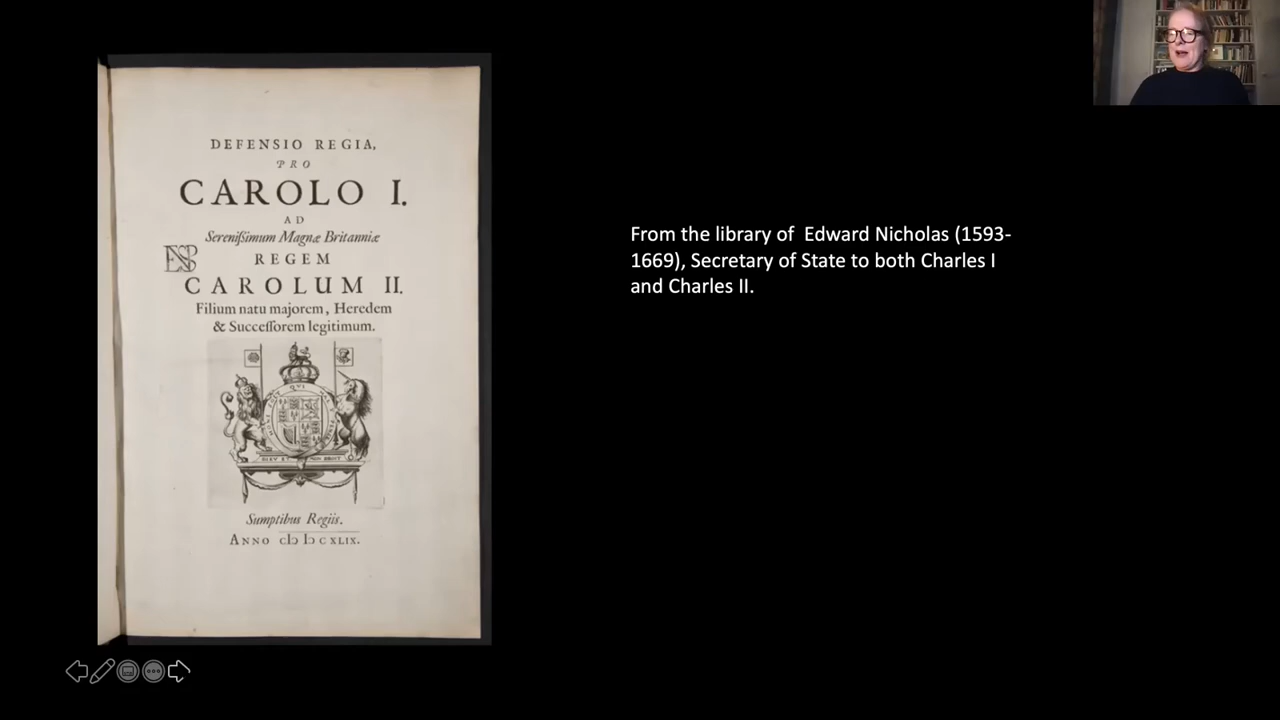 DEFENSIO REGIA,
PRO
CAROLO I.
AD
Sereniſſimum Magnæ Britanniæ
REGEM
CAROLUM II.
Filium natu majorem, Heredem
& Succeſſorem legitimum.
Sumptibus Regiis.
ANNO cIↄ Iↄ c XLIX.
From the library of Edward Nicholas (1593-
1669), Secretary of State to both Charles I
and Charles II.